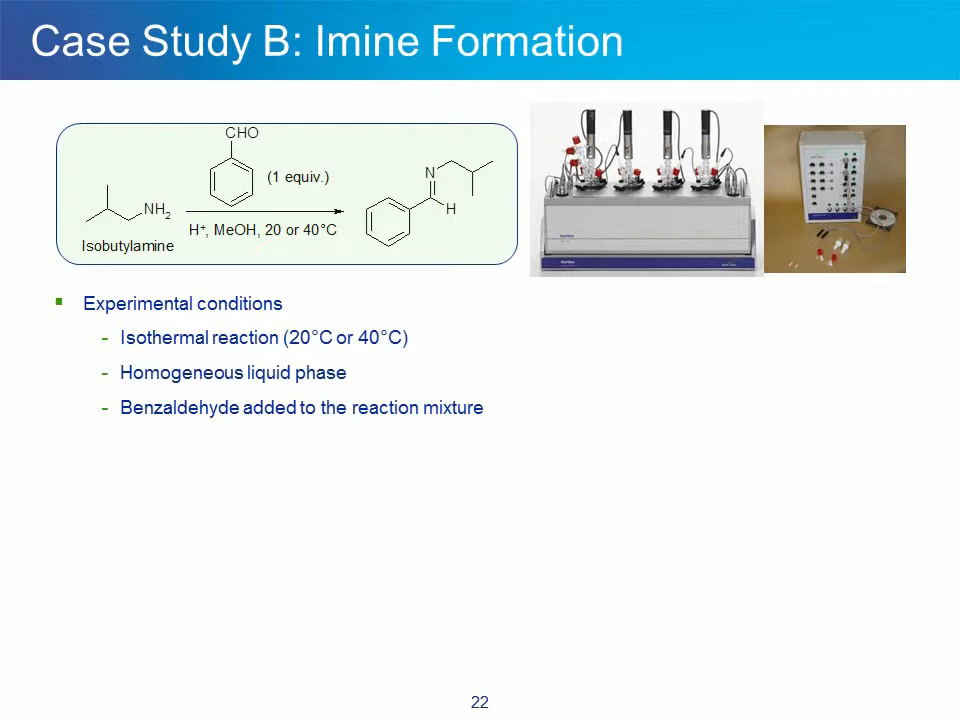 Case Study B: Imine Formation
CHO
(1 equiv.)
NH2
H+, MeOH, 20 or 40°C
Isobutylamine
N
H
Experimental conditions
- Isothermal reaction (20°C or 40°C)
- Homogeneous liquid phase
- Benzaldehyde added to the reaction mixture
22